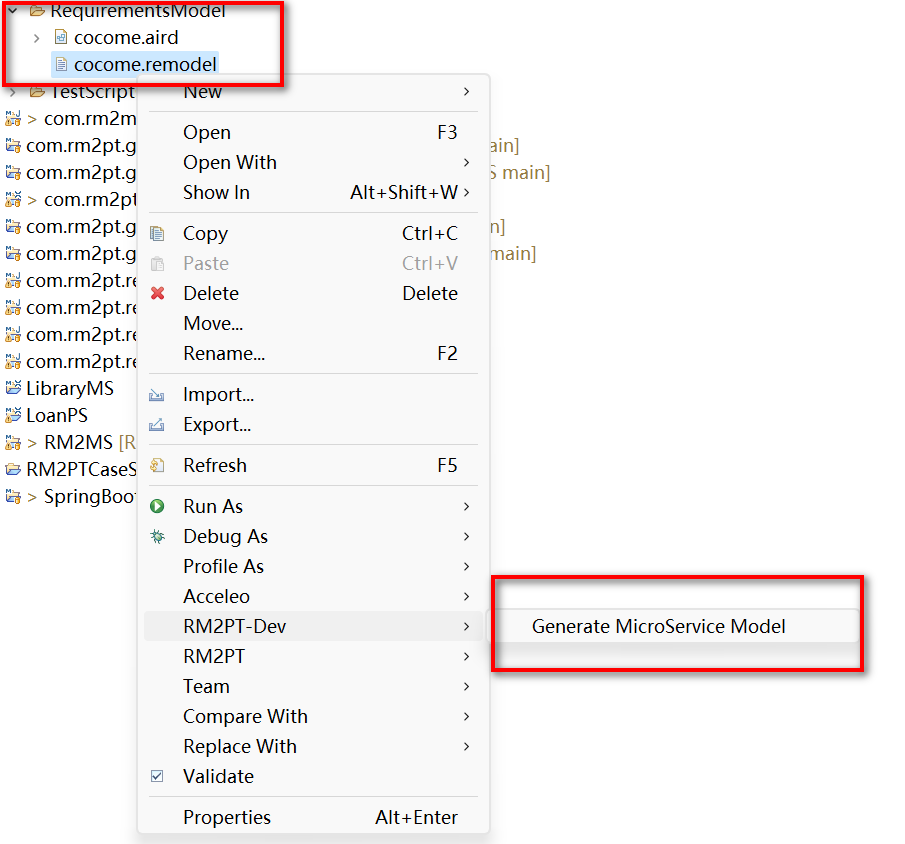 RequirementsModel
cocome.aird
cocome.remodel
TestScript
> com.rm2m
com.rm2pt.g
ain]
com.rm2pt.g
S main]
> com.rm2pt
com.rm2pt.g
n]
com.rm2pt.g
main]
com.rm2pt.re
com.rm2pt.re
com.rm2pt.re
com.rm2pt.re
LibraryMS
LoanPS
> RM2MS [R
RM2PTCaseS
> SpringBoot
New
Open F3
Open With
Show In Alt+Shift+W
Copy Ctrl+C
Paste Ctrl+V
Delete Delete
Move...
Rename... F2
Import...
Export...
Refresh F5
Run As
Debug As
Profile As
Acceleo
RM2PT-Dev
RM2PT
Team
Compare With
Replace With
Validate
Properties Alt+Enter
Generate MicroService Model